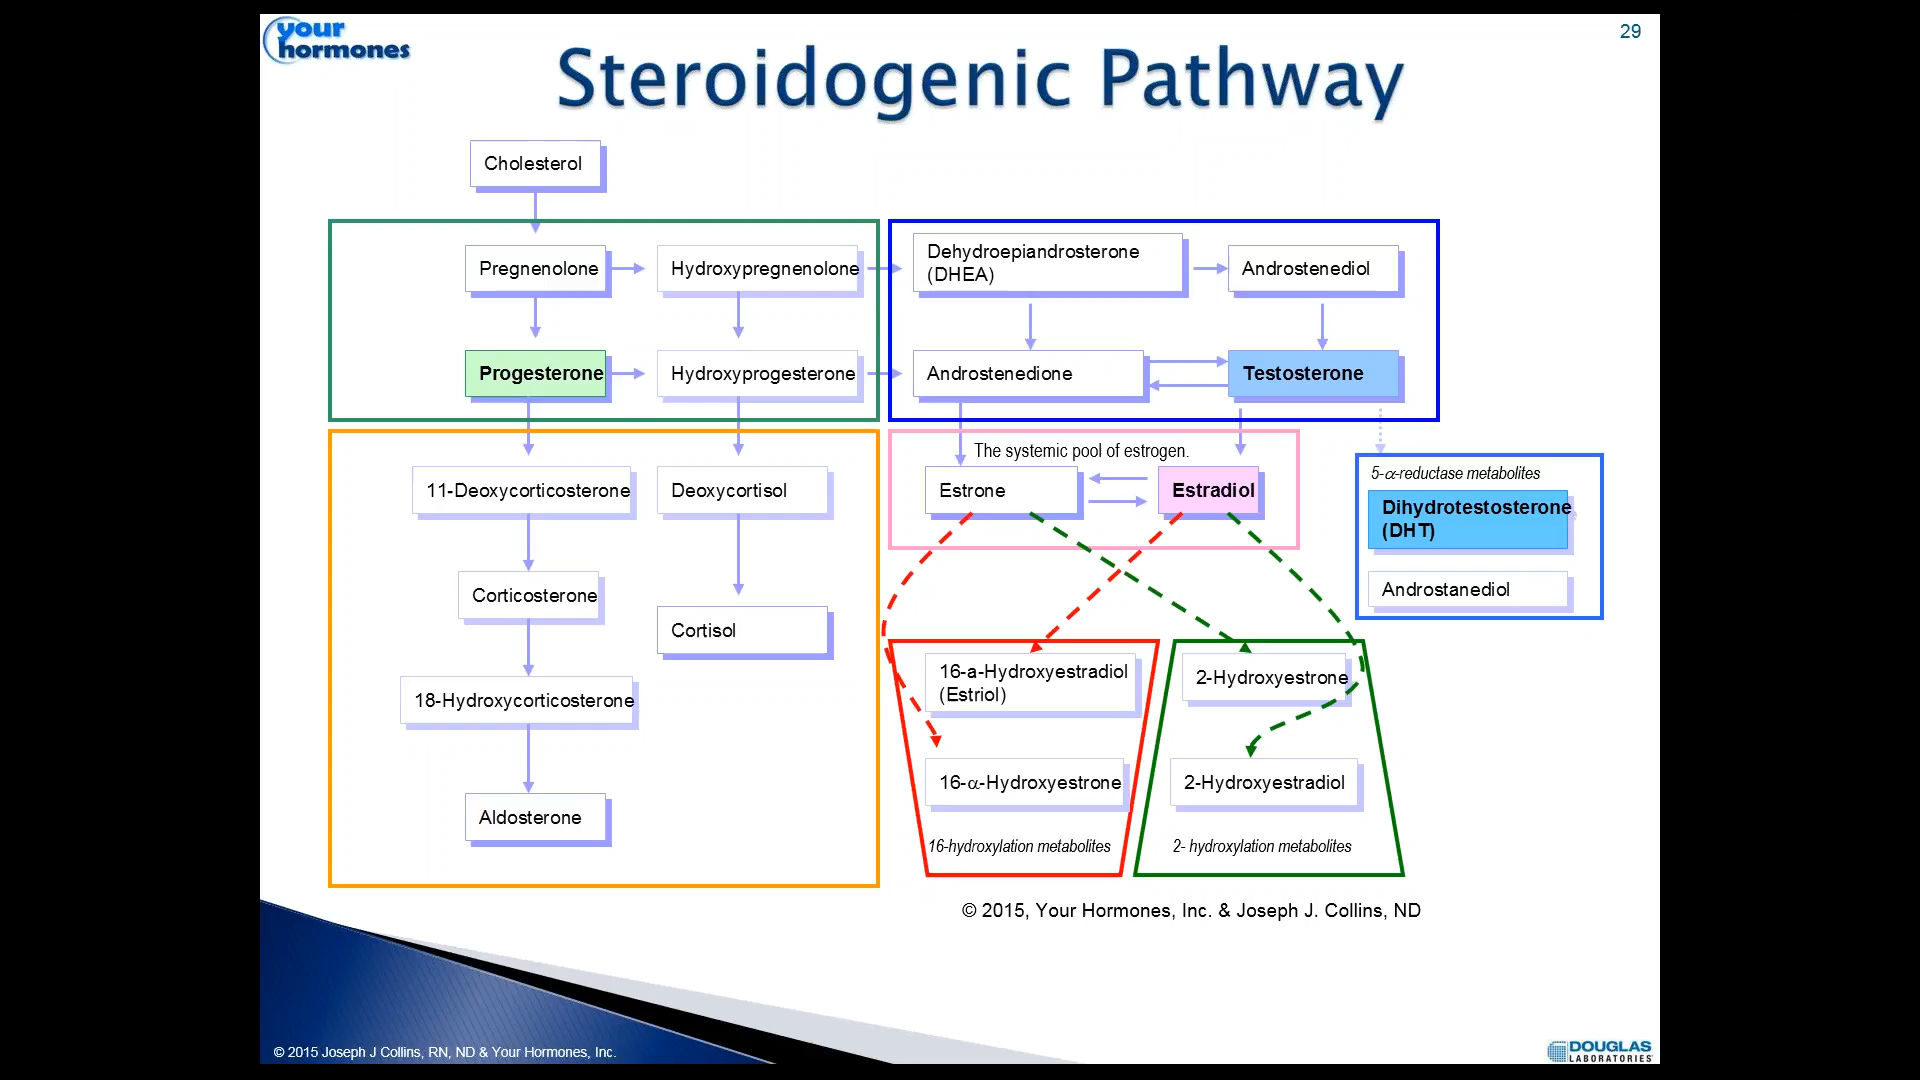 your
hormones
29
Steroidogenic Pathway
Cholesterol
Pregnenolone
Hydroxypregnenolone
Dehydroepiandrosterone
(DHEA)
Androstenediol
Progesterone
Hydroxyprogesterone
Androstenedione
Testosterone
The systemic pool of estrogen.
5-α-reductase metabolites
11-Deoxycorticosterone
Deoxycortisol
Estrone
Estradiol
Dihydrotestosterone
(DHT)
Corticosterone
Androstanediol
Cortisol
16-a-Hydroxyestradiol
(Estriol)
2-Hydroxyestrone
18-Hydroxycorticosterone
16-α-Hydroxyestrone
2-Hydroxyestradiol
Aldosterone
16-hydroxylation metabolites
2- hydroxylation metabolites
© 2015, Your Hormones, Inc. & Joseph J. Collins, ND
© 2015 Joseph J Collins, RN, ND & Your Hormones, Inc.
DOUGLAS
LABORATORIES